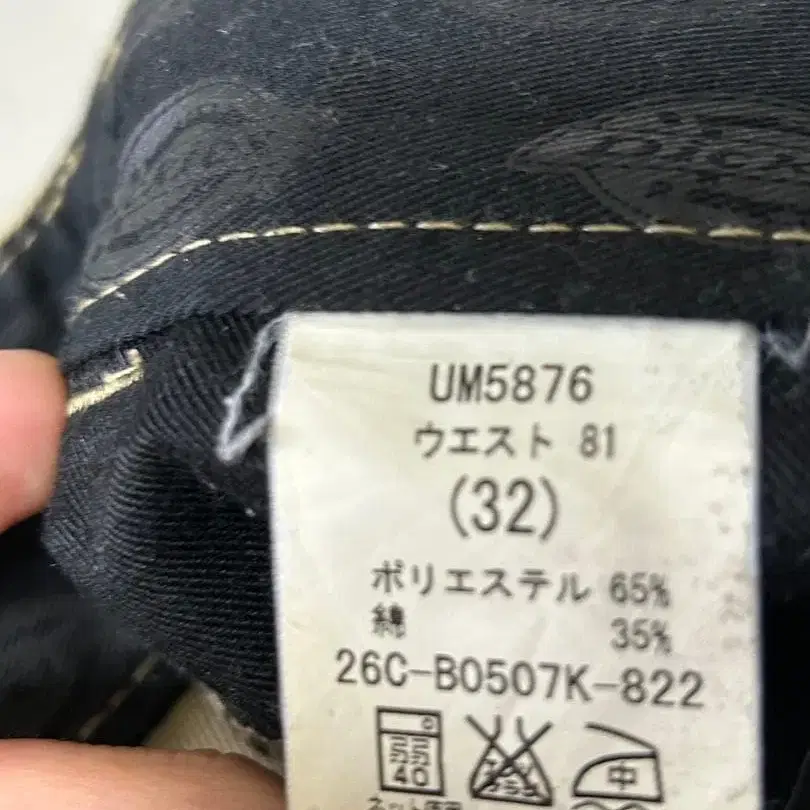 UM5876
ウエスト 81
(32)
ポリエステル 65%
綿 35%
26C-B0507K-822
弱 40 中